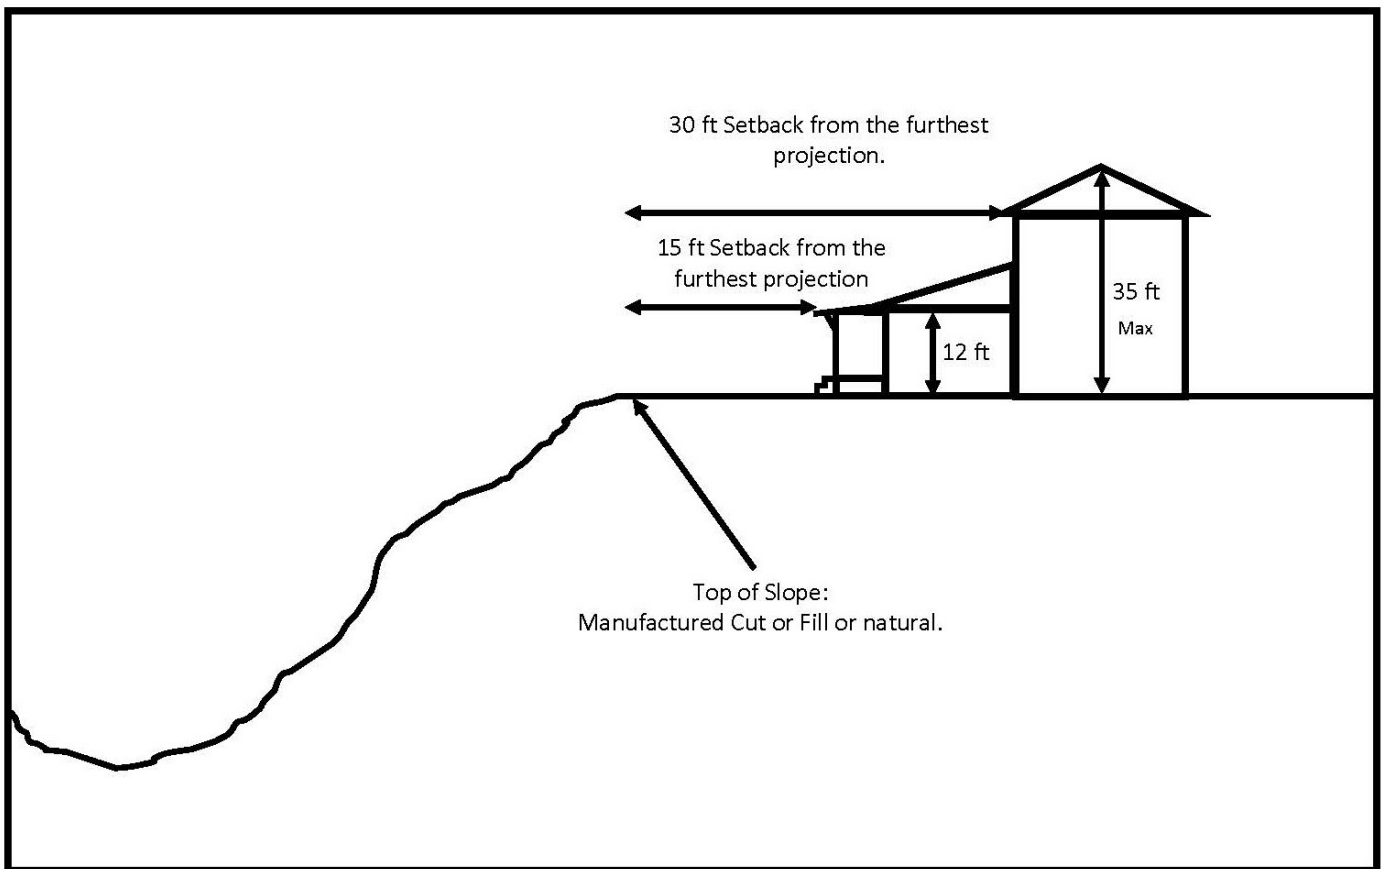 30 ft Setback from the furthest
projection.
15 ft Setback from the
furthest projection
35 ft
Max
12 ft
Top of Slope:
Manufactured Cut or Fill or natural.